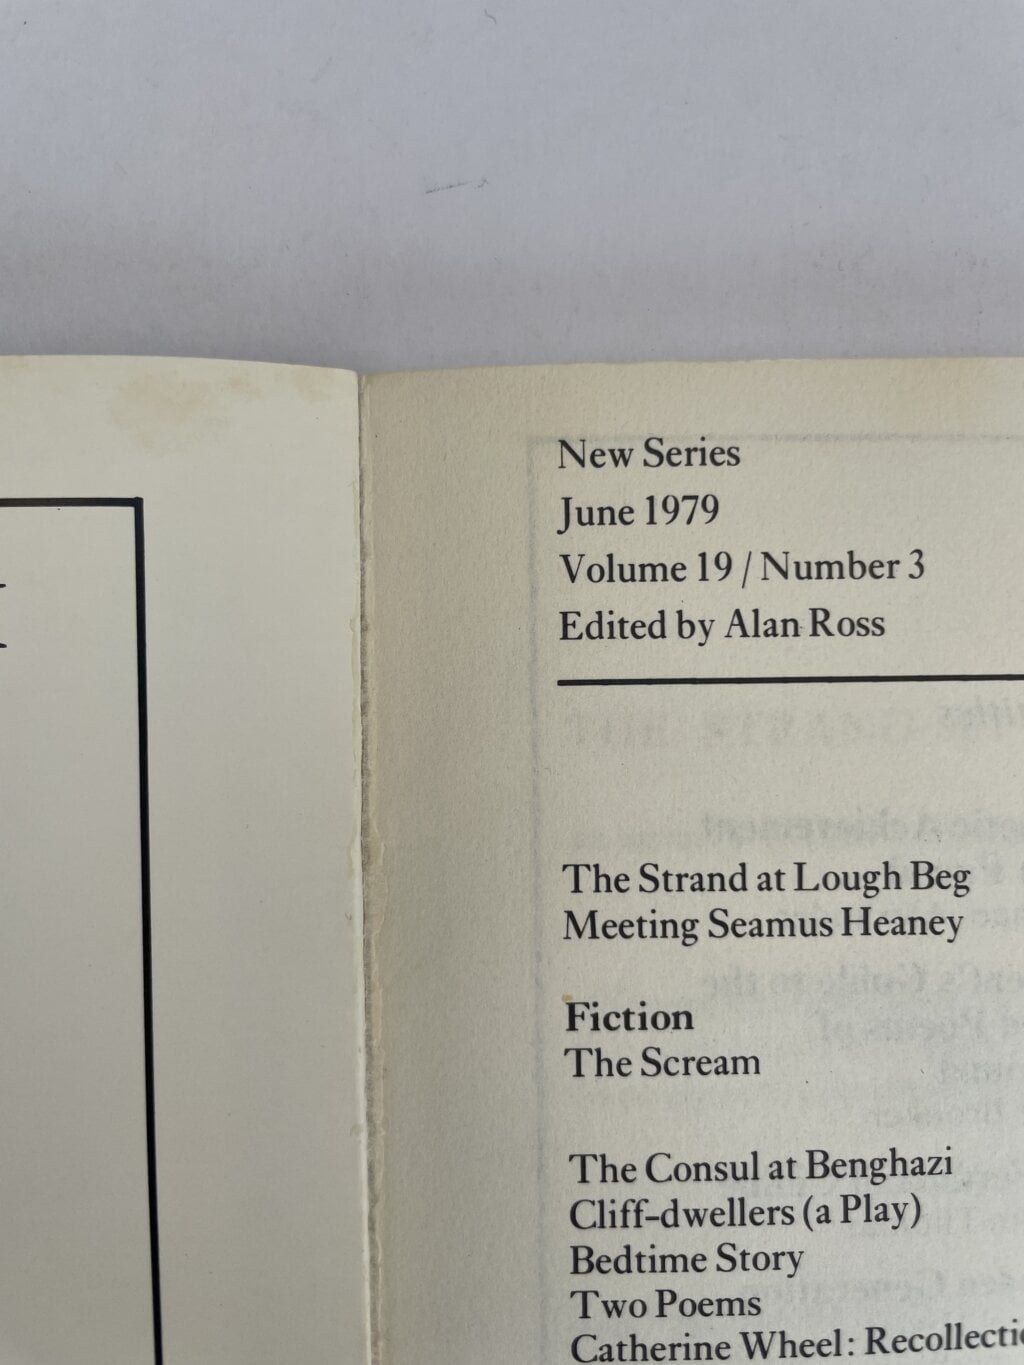 New Series
June 1979
Volume 19 / Number 3
Edited by Alan Ross
The Strand at Lough Beg
Meeting Seamus Heaney
Fiction
The Scream
The Consul at Benghazi
Cliff-dwellers (a Play)
Bedtime Story
Two Poems
Catherine Wheel: Recollecti